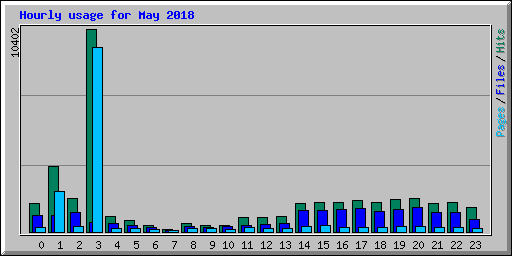 Hourly usage for May 2018
10402
Pages / Files / Hits
0 1 2 3 4 5 6 7 8 9 10 11 12 13 14 15 16 17 18 19 20 21 22 23